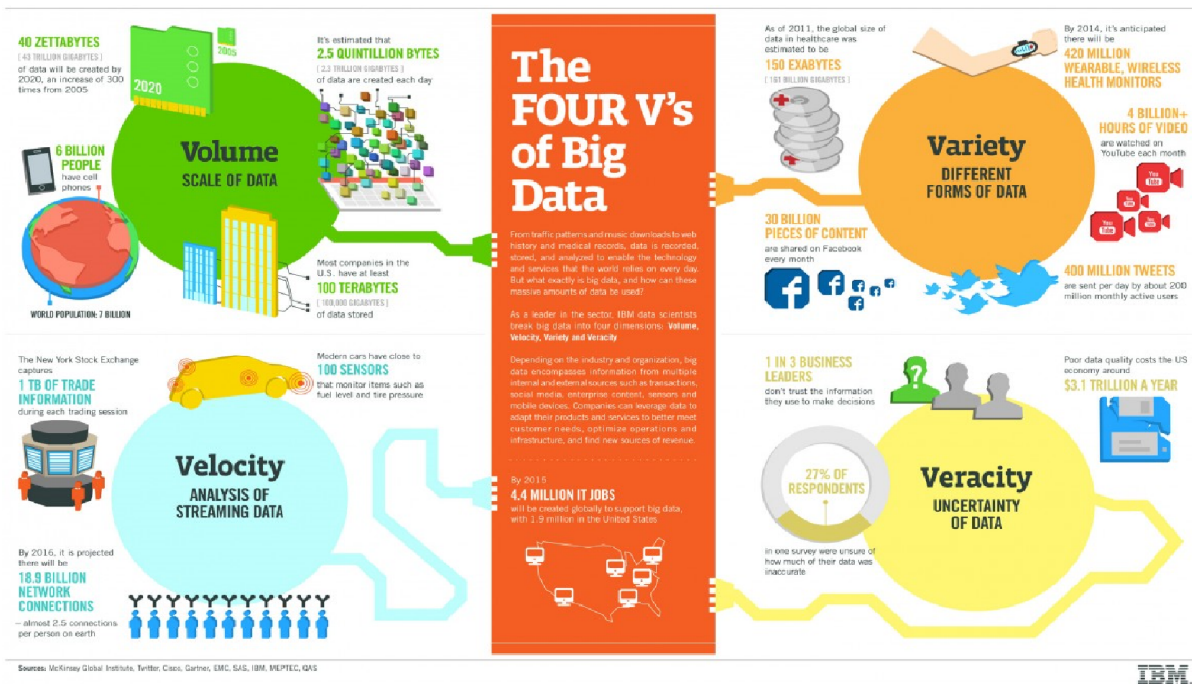 40 ZETTABYTES
[ 43 TRILLION GIGABYTES ]
of data will be created by
2020, an increase of 300
times from 2005
2005
2020
It's estimated that
2.5 QUINTILLION BYTES
[ 2.3 TRILLION GIGABYTES ]
of data are created each day
6 BILLION
PEOPLE
have cell
phones
Volume
SCALE OF DATA
WORLD POPULATION: 7 BILLION
Most companies in the
U.S. have at least
100 TERABYTES
[ 100,000 GIGABYTES ]
of data stored
The New York Stock Exchange
captures
1 TB OF TRADE
INFORMATION
during each trading session
Modern cars have close to
100 SENSORS
that monitor items such as
fuel level and tire pressure
Velocity
ANALYSIS OF
STREAMING DATA
By 2016, it is projected
there will be
18.9 BILLION
NETWORK
CONNECTIONS
– almost 2.5 connections
per person on earth
The
FOUR V's
of Big
Data
From traffic patterns and music downloads to web
history and medical records, data is recorded,
stored, and analyzed to enable the technology
and services that the world relies on every day.
But what exactly is big data, and how can these
massive amounts of data be used?
As a leader in the sector, IBM data scientists
break big data into four dimensions: Volume,
Velocity, Variety and Veracity
Depending on the industry and organization, big
data encompasses information from multiple
internal and external sources such as transactions,
social media, enterprise content, sensors and
mobile devices. Companies can leverage data to
adapt their products and services to better meet
customer needs, optimize operations and
infrastructure, and find new sources of revenue.
By 2015
4.4 MILLION IT JOBS
will be created globally to support big data,
with 1.9 million in the United States
As of 2011, the global size of
data in healthcare was
estimated to be
150 EXABYTES
[ 161 BILLION GIGABYTES ]
By 2014, it's anticipated
there will be
420 MILLION
WEARABLE, WIRELESS
HEALTH MONITORS
4 BILLION+
HOURS OF VIDEO
are watched on
YouTube each month
You Tube
You Tube
You Tube
You Tube
Variety
DIFFERENT
FORMS OF DATA
30 BILLION
PIECES OF CONTENT
are shared on Facebook
every month
400 MILLION TWEETS
are sent per day by about 200
million monthly active users
1 IN 3 BUSINESS
LEADERS
don't trust the information
they use to make decisions
Poor data quality costs the US
economy around
$3.1 TRILLION A YEAR
27% OF
RESPONDENTS
in one survey were unsure of
how much of their data was
inaccurate
Veracity
UNCERTAINTY
OF DATA
Sources: McKinsey Global Institute, Twitter, Cisco, Gartner, EMC, SAS, IBM, MEPTEC, QAS
IBM.